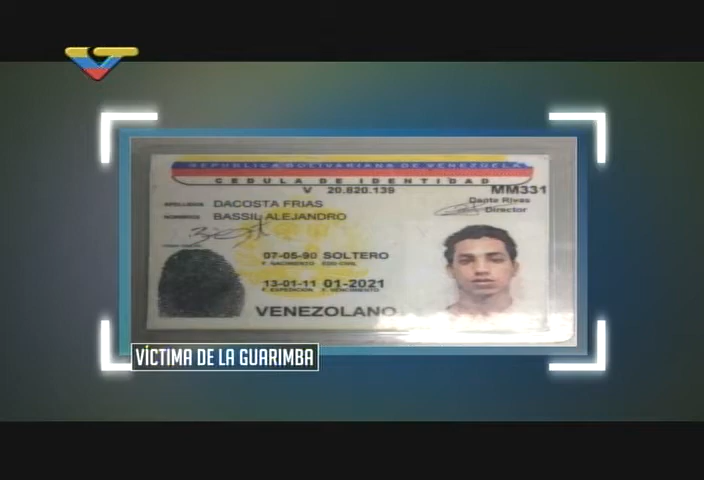 VT
REPUBLICA BOLIVARIANA DE VENEZUELA
CEDULA DE IDENTIDAD
V 20.820.139 MM331
Dante Rivas
Director
APELLIDOS DACOSTA FRIAS
NOMBRES BASSIL ALEJANDRO
07-05-90 SOLTERO
F. NACIMIENTO EDO CIVIL
13-01-11 01-2021
F. EXPEDICION F. VENCIMIENTO
VENEZOLANO
VÍCTIMA DE LA GUARIMBA